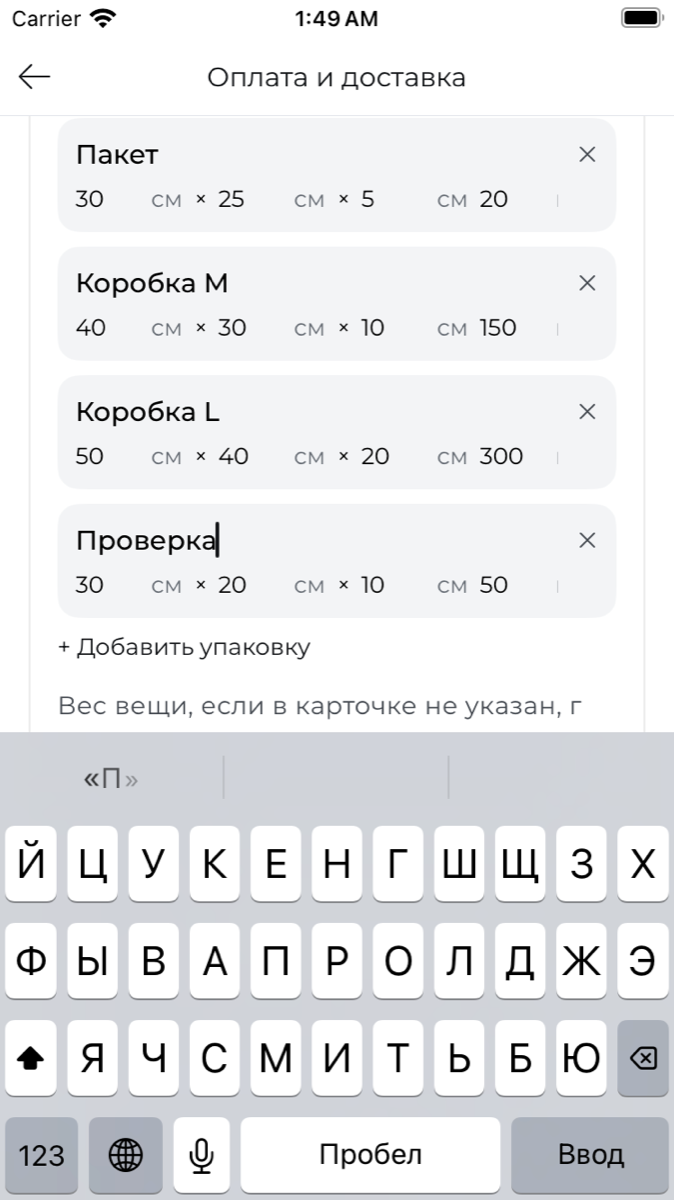 Carrier 1:49 AM
Оплата и доставка
Пакет ×
30 см × 25 см × 5 см 20
Коробка M ×
40 см × 30 см × 10 см 150
Коробка L ×
50 см × 40 см × 20 см 300
Проверка ×
30 см × 20 см × 10 см 50
+ Добавить упаковку
Вес вещи, если в карточке не указан, г
«П»
Й Ц У К Е Н Г Ш Щ З Х
Ф Ы В А П Р О Л Д Ж Э
Я Ч С М И Т Ь Б Ю
123 Пробел Ввод